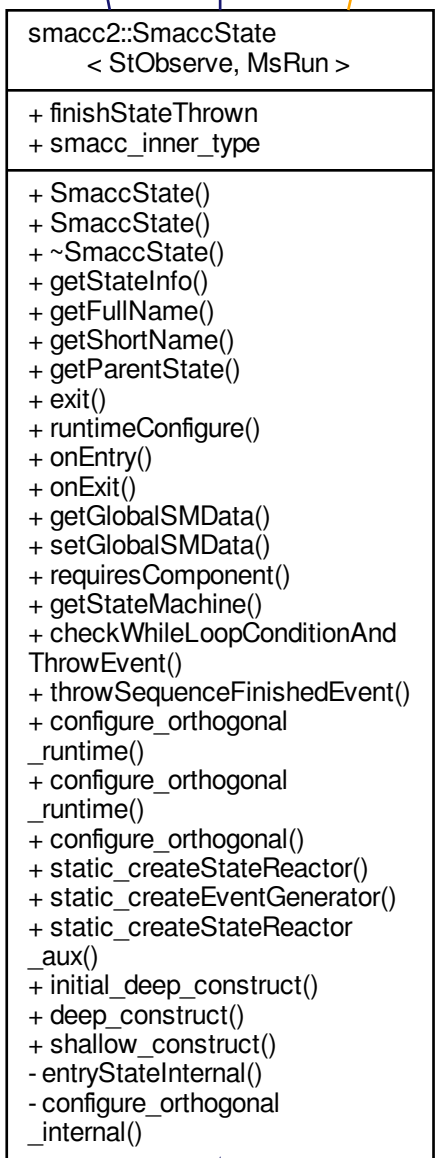 smacc2::SmaccState
< StObserve, MsRun >
+ finishStateThrown
+ smacc_inner_type
+ SmaccState()
+ SmaccState()
+ ~SmaccState()
+ getStateInfo()
+ getFullName()
+ getShortName()
+ getParentState()
+ exit()
+ runtimeConfigure()
+ onEntry()
+ onExit()
+ getGlobalSMData()
+ setGlobalSMData()
+ requiresComponent()
+ getStateMachine()
+ checkWhileLoopConditionAnd
ThrowEvent()
+ throwSequenceFinishedEvent()
+ configure_orthogonal
_runtime()
+ configure_orthogonal
_runtime()
+ configure_orthogonal()
+ static_createStateReactor()
+ static_createEventGenerator()
+ static_createStateReactor
_aux()
+ initial_deep_construct()
+ deep_construct()
+ shallow_construct()
- entryStateInternal()
- configure_orthogonal
_internal()